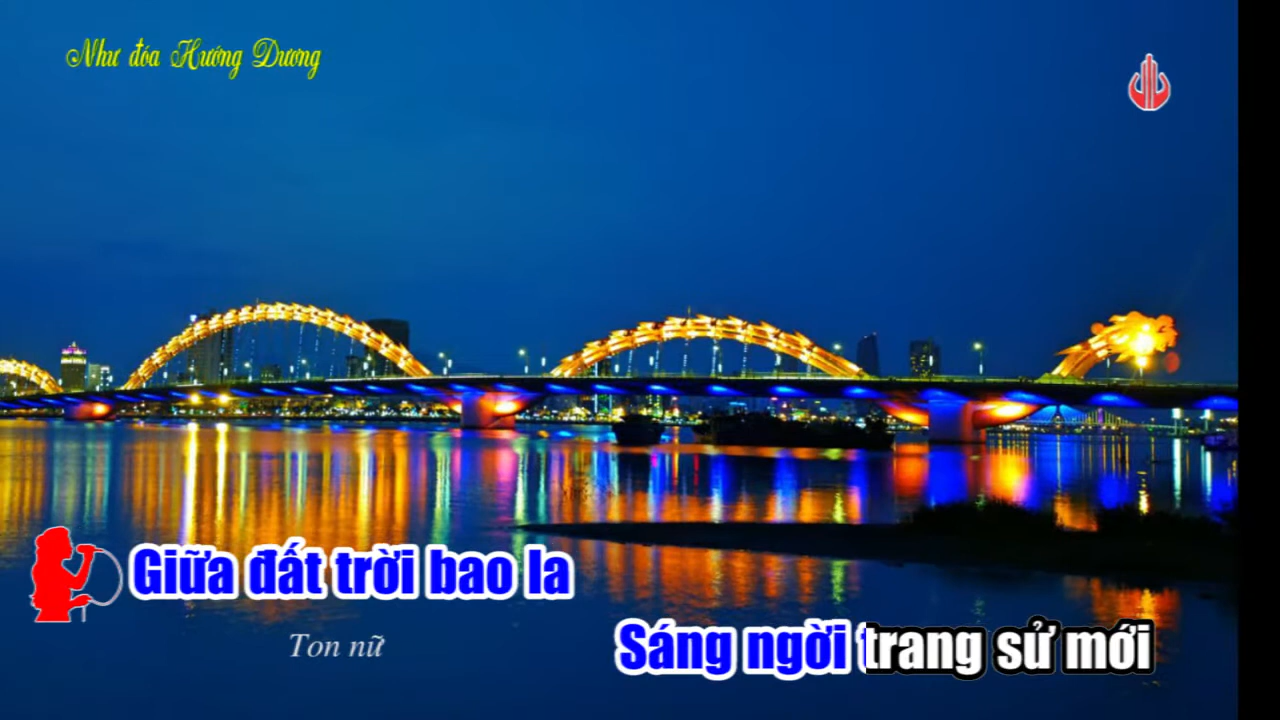 Như đóa Hướng Dương
Giữa đất trời bao la
Sáng ngời trang sử mới
Ton nữ